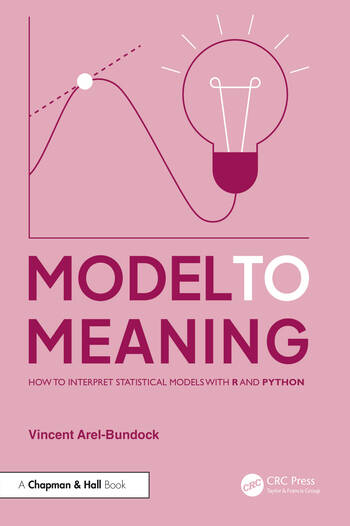 MODEL TO
MEANING
HOW TO INTERPRET STATISTICAL MODELS WITH R AND PYTHON
Vincent Arel-Bundock
A Chapman & Hall Book
CRC
CRC Press
Taylor & Francis Group